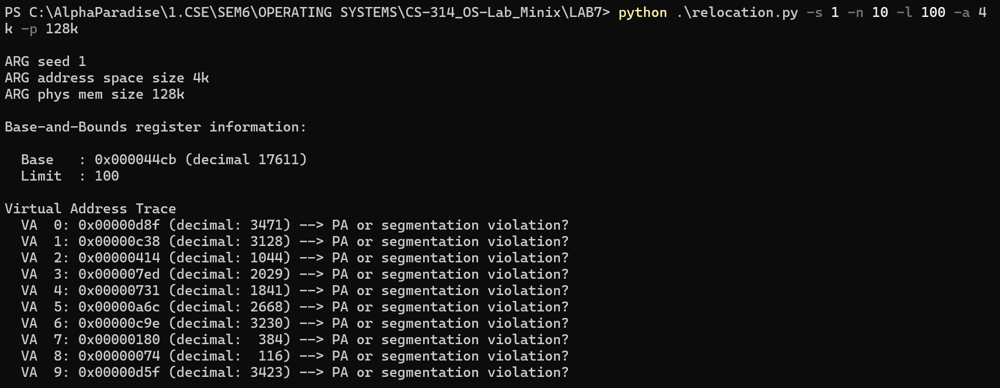 PS C:\AlphaParadise\1.CSE\SEM6\OPERATING SYSTEMS\CS-314_OS-Lab_Minix\LAB7> python .\relocation.py -s 1 -n 10 -l 100 -a 4
k -p 128k
ARG seed 1
ARG address space size 4k
ARG phys mem size 128k
Base-and-Bounds register information:
  Base   : 0x000044cb (decimal 17611)
  Limit  : 100
Virtual Address Trace
  VA  0: 0x00000d8f (decimal: 3471) --> PA or segmentation violation?
  VA  1: 0x00000c38 (decimal: 3128) --> PA or segmentation violation?
  VA  2: 0x00000414 (decimal: 1044) --> PA or segmentation violation?
  VA  3: 0x000007ed (decimal: 2029) --> PA or segmentation violation?
  VA  4: 0x00000731 (decimal: 1841) --> PA or segmentation violation?
  VA  5: 0x00000a6c (decimal: 2668) --> PA or segmentation violation?
  VA  6: 0x00000c9e (decimal: 3230) --> PA or segmentation violation?
  VA  7: 0x00000180 (decimal:  384) --> PA or segmentation violation?
  VA  8: 0x00000074 (decimal:  116) --> PA or segmentation violation?
  VA  9: 0x00000d5f (decimal: 3423) --> PA or segmentation violation?